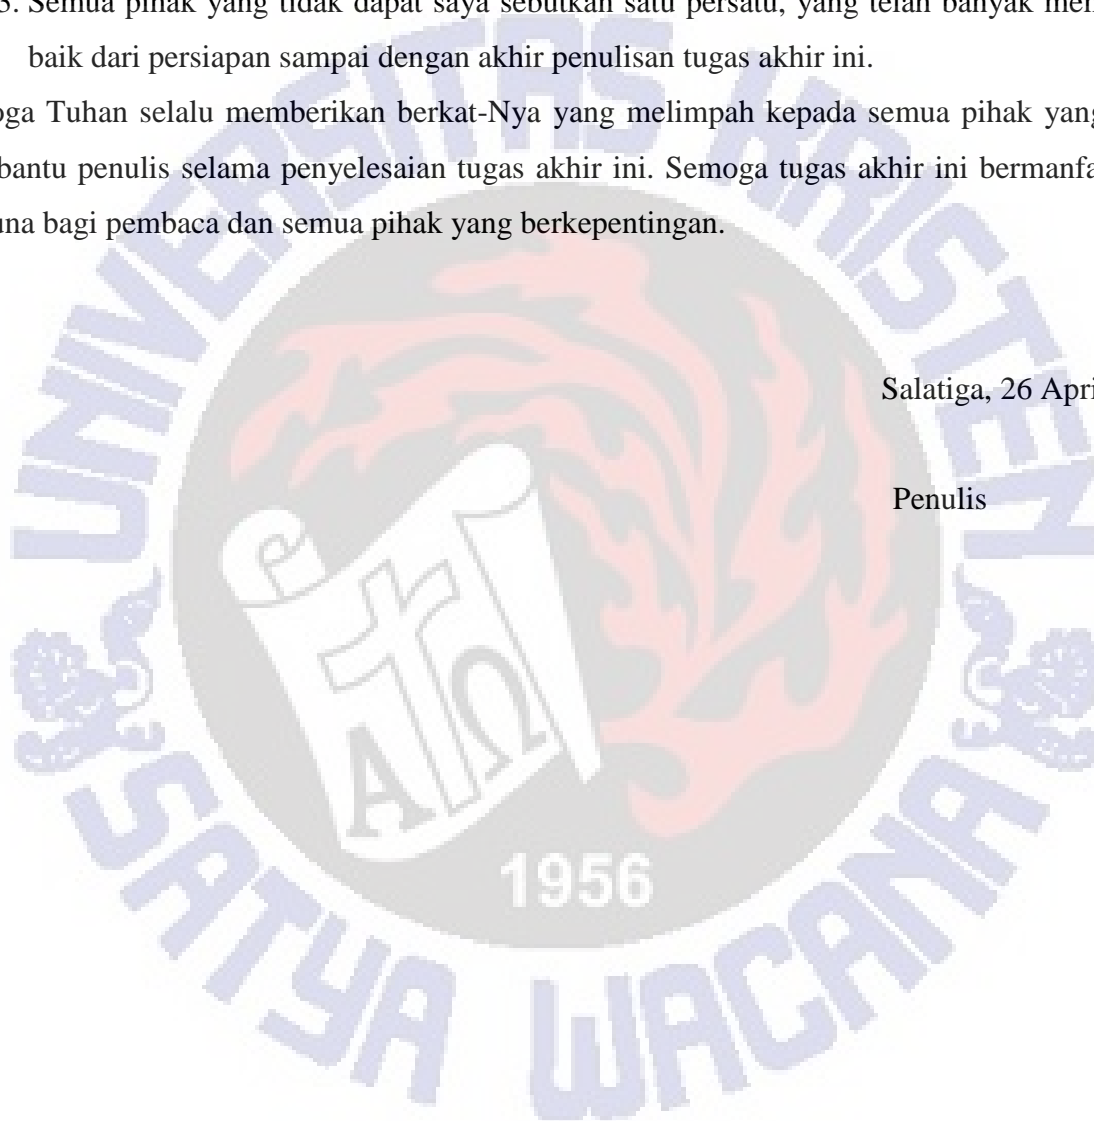 3. Semua pihak yang tidak dapat saya sebutkan satu persatu, yang telah banyak
baik dari persiapan sampai dengan akhir penulisan tugas akhir ini.
Tuhan selalu memberikan berkat-Nya yang melimpah kepada semua pihak yang
bantu penulis selama penyelesaian tugas akhir ini. Semoga tugas akhir ini
bagi pembaca dan semua pihak yang berkepentingan.
Salatiga, 26
Penulis
UNIVERSITAS KRISTEN
SATYA WACANA
Α Ω
1956